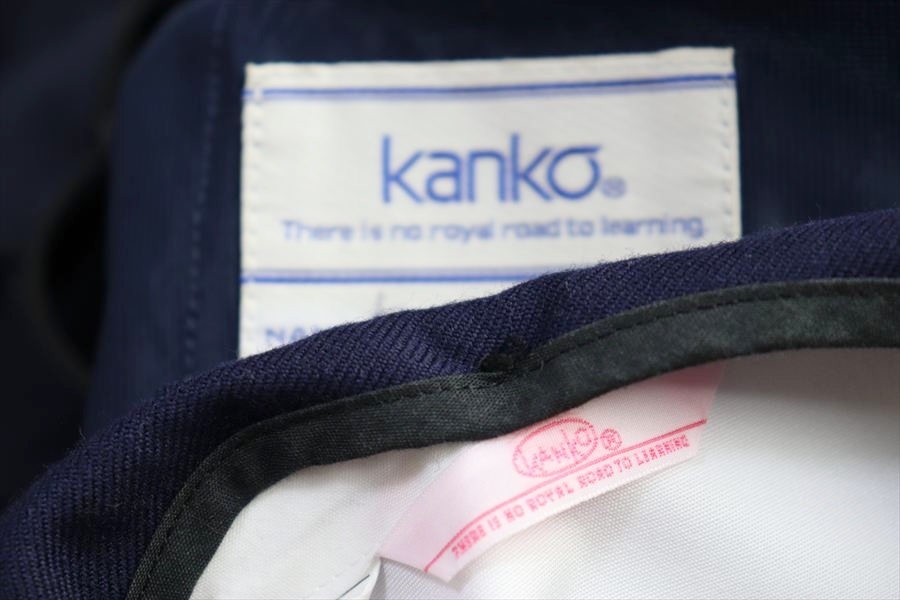 kanko®
There is no royal road to learning.
KANKO®
THERE IS NO ROYAL ROAD TO LEARNING